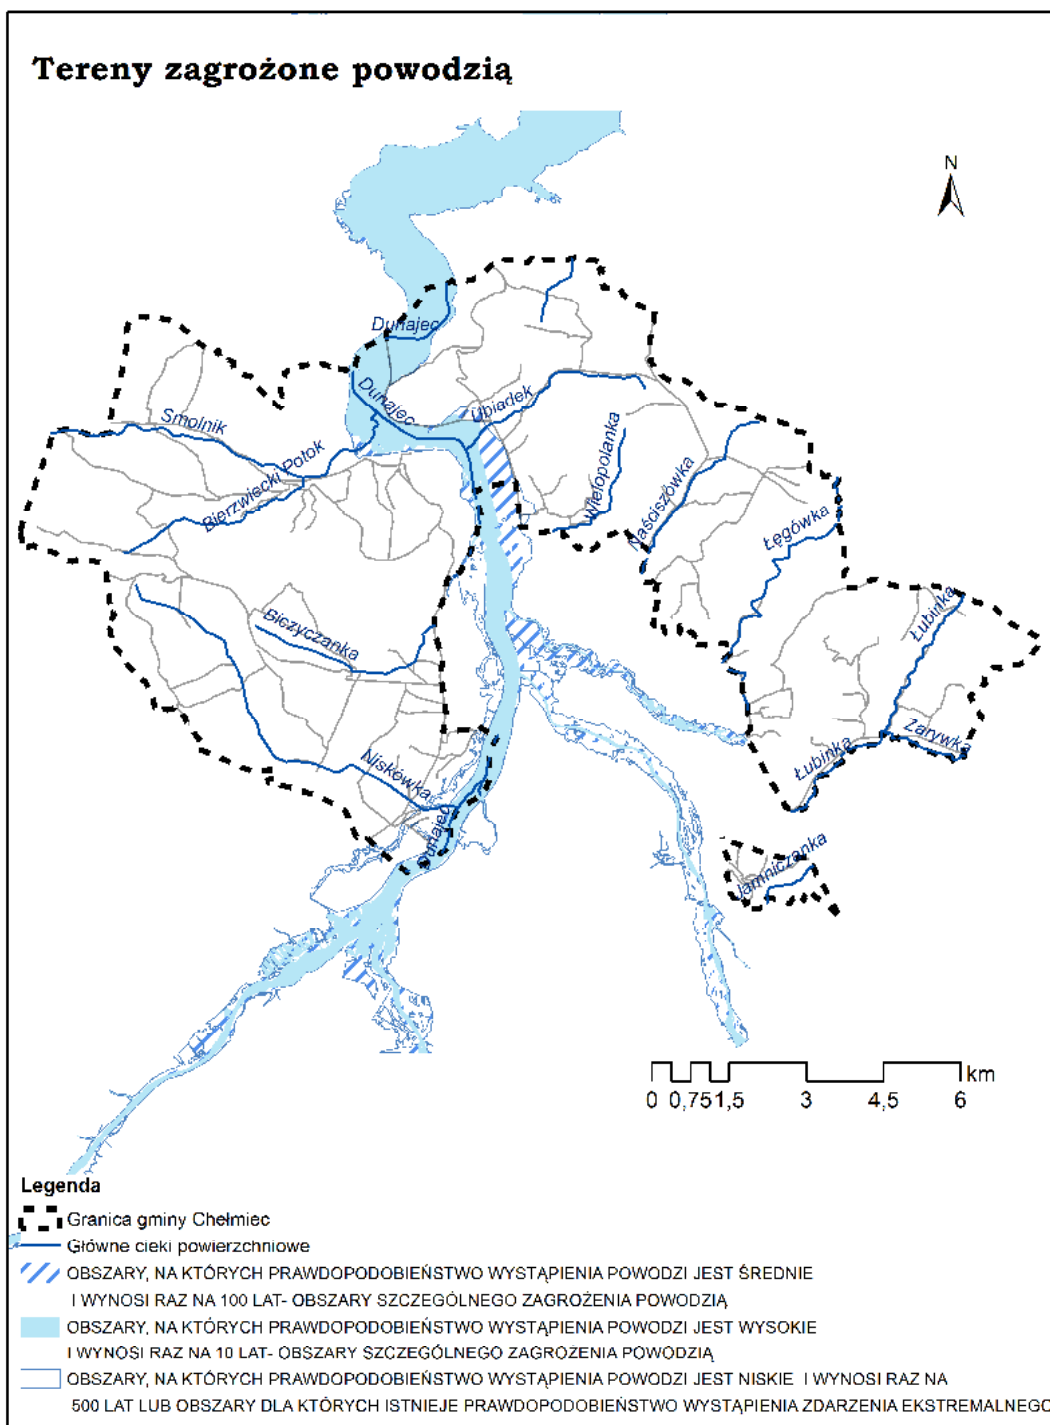 Tereny zagrożone powodzią
N
Dunajec
Dunajec
Ubiadek
Smolnik
Wielopolanka
Bierzwiecki Potok
Naściszówka
Łęgówka
Biczyczanka
Łubinka
Niskówka
Łubinka
Zarywka
Dunajec
Jamniczanka
km
0 0,75 1,5 3 4,5 6
Legenda
Granica gminy Chełmiec
Główne cieki powierzchniowe
OBSZARY, NA KTÓRYCH PRAWDOPODOBIEŃSTWO WYSTĄPIENIA POWODZI JEST ŚREDNIE
I WYNOSI RAZ NA 100 LAT- OBSZARY SZCZEGÓLNEGO ZAGROŻENIA POWODZIĄ
OBSZARY, NA KTÓRYCH PRAWDOPODOBIEŃSTWO WYSTĄPIENIA POWODZI JEST WYSOKIE
I WYNOSI RAZ NA 10 LAT- OBSZARY SZCZEGÓLNEGO ZAGROŻENIA POWODZIĄ
OBSZARY, NA KTÓRYCH PRAWDOPODOBIEŃSTWO WYSTĄPIENIA POWODZI JEST NISKIE I WYNOSI RAZ NA
500 LAT LUB OBSZARY DLA KTÓRYCH ISTNIEJE PRAWDOPODOBIEŃSTWO WYSTĄPIENIA ZDARZENIA EKSTREMALNEGO